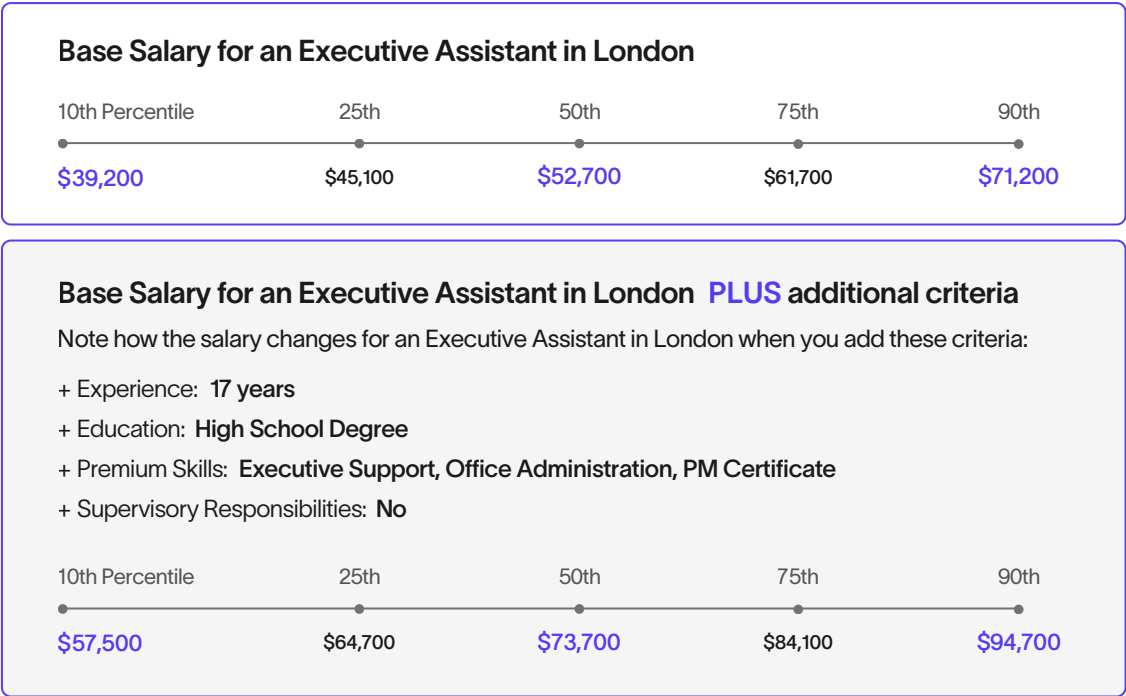 Base Salary for an Executive Assistant in London
10th Percentile 25th 50th 75th 90th
$39,200 $45,100 $52,700 $61,700 $71,200
Base Salary for an Executive Assistant in London PLUS additional criteria
Note how the salary changes for an Executive Assistant in London when you add these criteria:
+ Experience: 17 years
+ Education: High School Degree
+ Premium Skills: Executive Support, Office Administration, PM Certificate
+ Supervisory Responsibilities: No
10th Percentile 25th 50th 75th 90th
$57,500 $64,700 $73,700 $84,100 $94,700